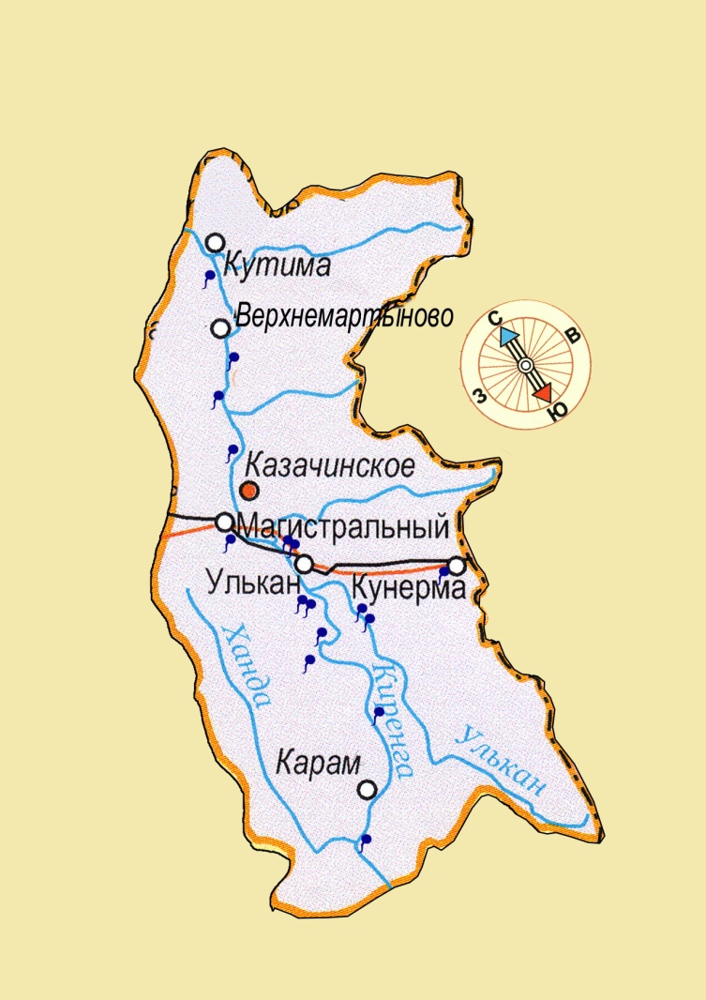 Кутима
Верхнемартыново
С
В
З
Ю
Казачинское
Магистральный
Улькан
Кунерма
Ханда
Киренга
Улькан
Карам